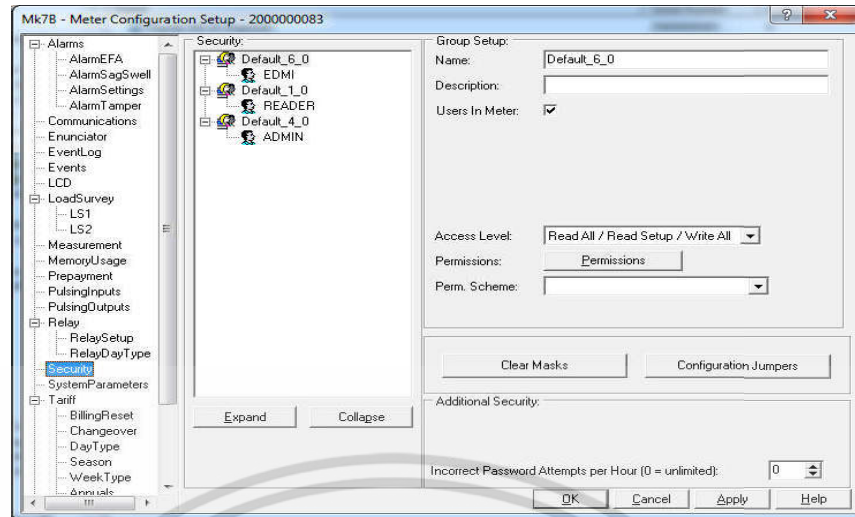 Mk7B - Meter Configuration Setup - 2000000083
Alarms
AlarmEFA
AlarmSagSwell
AlarmSettings
AlarmTamper
Communications
Enunciator
EventLog
Events
LCD
LoadSurvey
LS1
LS2
Measurement
MemoryUsage
Prepayment
PulsingInputs
PulsingOutputs
Relay
RelaySetup
RelayDayType
Security
SystemParameters
Tariff
BillingReset
Changeover
DayType
Season
WeekType
Annuals
Security:
Default_6_0
EDMI
Default_1_0
READER
Default_4_0
ADMIN
Expand
Collapse
Group Setup:
Name: Default_6_0
Description:
Users In Meter:
Access Level: Read All / Read Setup / Write All
Permissions: Permissions
Perm. Scheme:
Clear Masks
Configuration Jumpers
Additional Security:
Incorrect Password Attempts per Hour (0 = unlimited): 0
OK
Cancel
Apply
Help